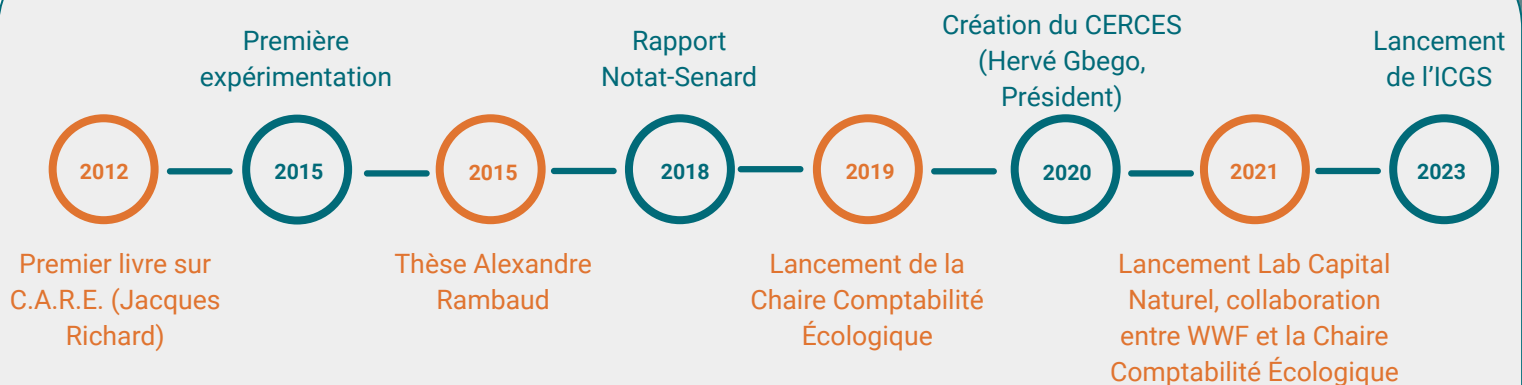 2012
Premier livre sur
C.A.R.E. (Jacques
Richard)
Première
expérimentation
2015
2015
Thèse Alexandre
Rambaud
Rapport
Notat-Senard
2018
2019
Lancement de la
Chaire Comptabilité
Écologique
Création du CERCES
(Hervé Gbego,
Président)
2020
2021
Lancement Lab Capital
Naturel, collaboration
entre WWF et la Chaire
Comptabilité Écologique
Lancement
de l’ICGS
2023